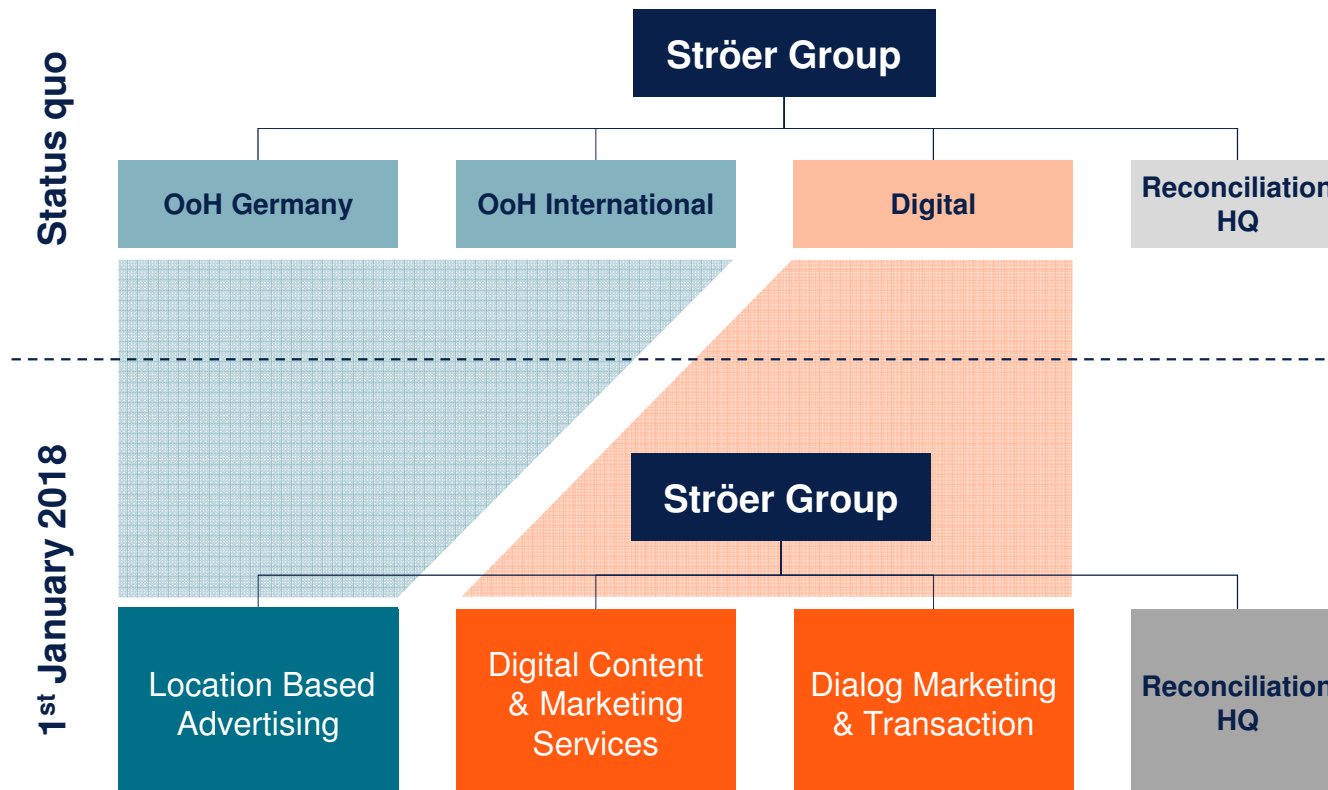 Status quo
Ströer Group
OoH Germany
OoH International
Digital
Reconciliation
HQ
1st January 2018
Ströer Group
Location Based
Advertising
Digital Content
& Marketing
Services
Dialog Marketing
& Transaction
Reconciliation
HQ